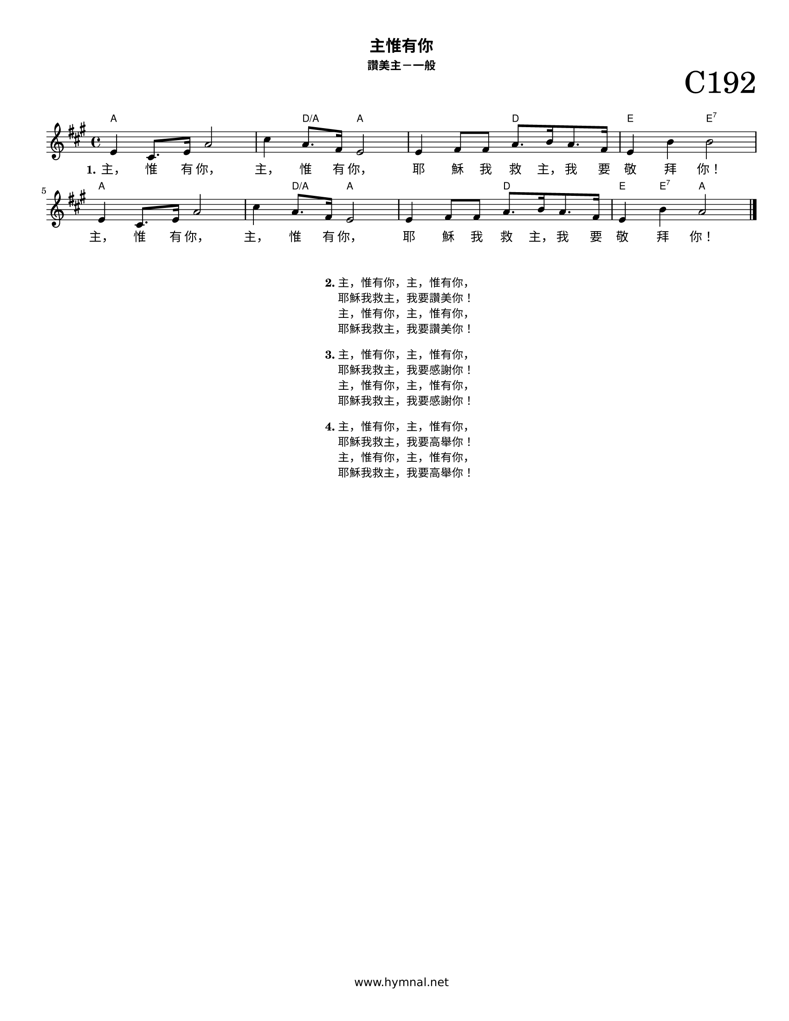 主惟有你
讚美主－一般
C192
A D/A A D E E7
1. 主， 惟 有你， 主， 惟 有你， 耶 穌 我 救 主，我 要 敬 拜 你！
5
A D/A A D E E7 A
主， 惟 有你， 主， 惟 有你， 耶 穌 我 救 主，我 要 敬 拜 你！
2. 主，惟有你，主，惟有你，
耶穌我救主，我要讚美你！
主，惟有你，主，惟有你，
耶穌我救主，我要讚美你！
3. 主，惟有你，主，惟有你，
耶穌我救主，我要感謝你！
主，惟有你，主，惟有你，
耶穌我救主，我要感謝你！
4. 主，惟有你，主，惟有你，
耶穌我救主，我要高舉你！
主，惟有你，主，惟有你，
耶穌我救主，我要高舉你！
www.hymnal.net